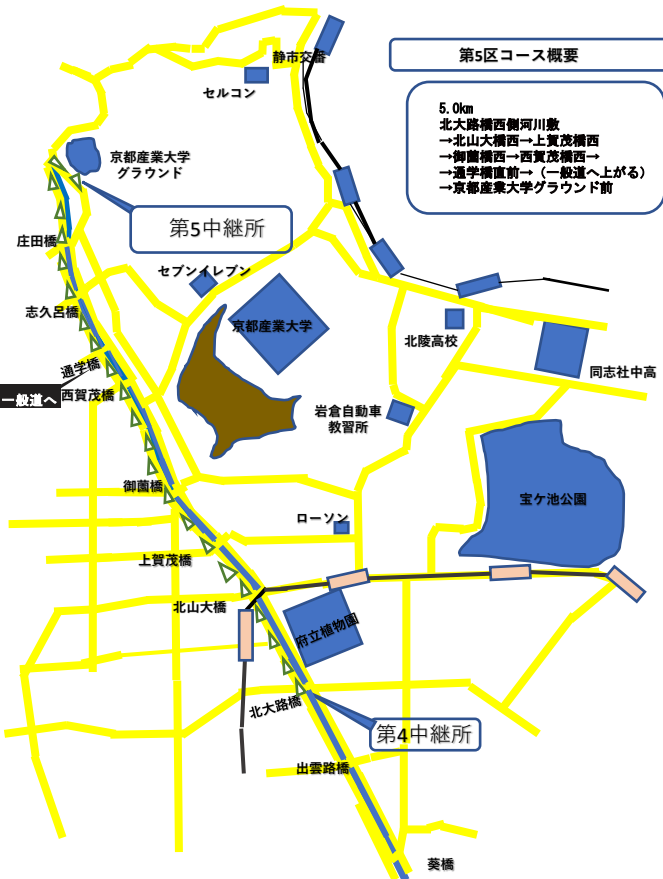 静市交番
第5区コース概要
セルコン
5.0km
北大路橋西側河川敷
→北山大橋西→上賀茂橋西
→御薗橋西→西賀茂橋西→
→通学橋直前→（一般道へ上がる）
→京都産業大学グラウンド前
京都産業大学
グラウンド
第5中継所
庄田橋
セブンイレブン
志久呂橋
京都産業大学
北陵高校
通学橋
同志社中高
一般道へ
西賀茂橋
岩倉自動車
教習所
御薗橋
宝ケ池公園
ローソン
上賀茂橋
北山大橋
府立植物園
北大路橋
第4中継所
出雲路橋
葵橋